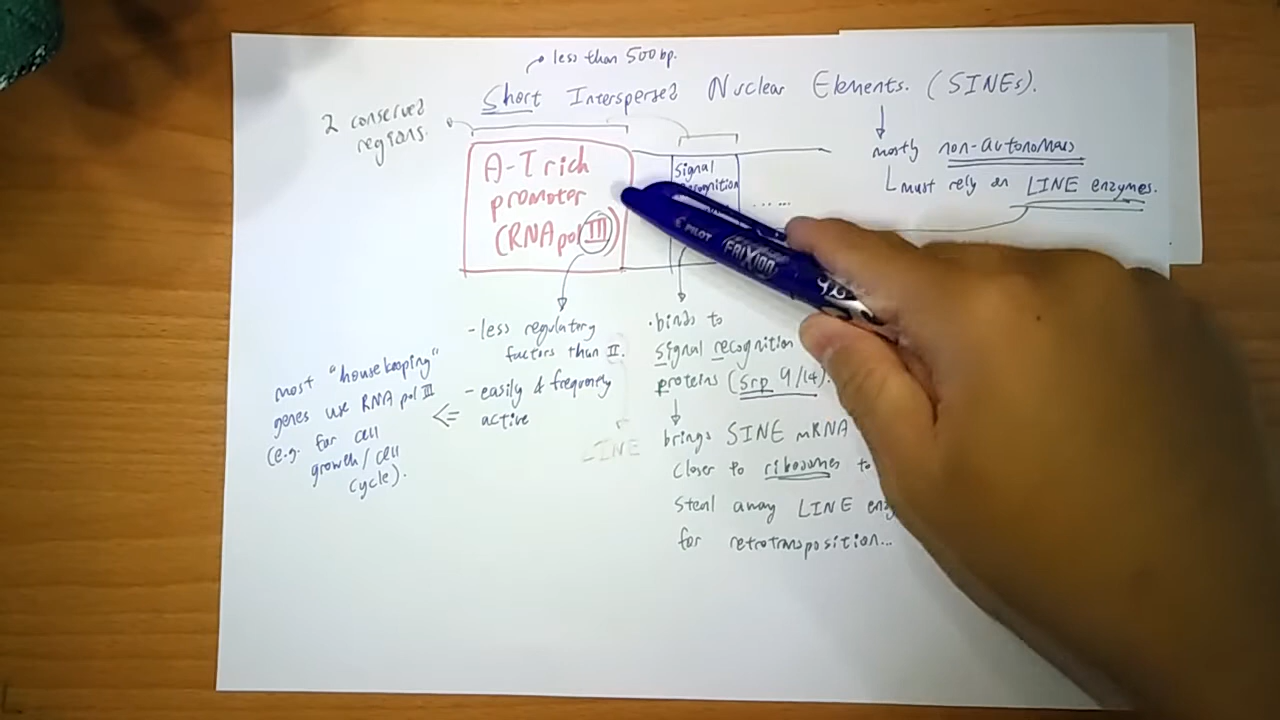 less than 500bp.
Short Interspersed Nuclear Elements. (SINEs).
2 conserved
regions.
mostly non-autonomous
must rely on LINE enzymes.
A-T rich
promoter
(RNA pol III)
Signal
recognition
......
PILOT
FRIXION
- less regulatory
factors than II.
- easily & frequency
active
LINE
most "housekeeping"
genes use RNA pol III
(e.g. for cell
growth/cell
cycle).
<=
• binds to
signal recognition
proteins (Srp 9/14).
brings SINE mRNA
closer to ribosomes to
steal away LINE
for retrotransposition...